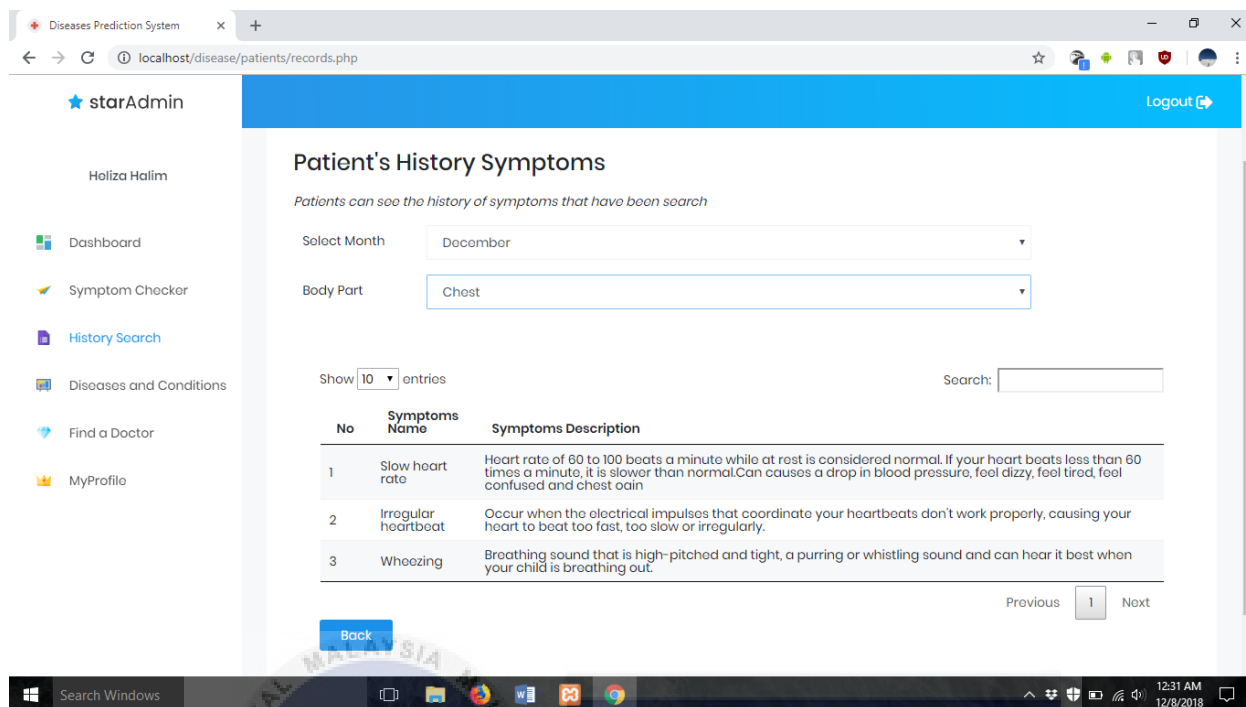 Diseases Prediction System
localhost/disease/patients/records.php
starAdmin
Logout
Heliza Halim
Dashboard
Symptom Checker
History Search
Diseases and Conditions
Find a Doctor
MyProfile
Patient's History Symptoms
Patients can see the history of symptoms that have been search
Select Month
December
Body Part
Chest
Show 10 entries
Search:
No
Symptoms
Name
Symptoms Description
1
Slow heart
rate
Heart rate of 60 to 100 beats a minute while at rest is considered normal. If your heart beats less than 60
times a minute, it is slower than normal.Can causes a drop in blood pressure, feel dizzy, feel tired, feel
confused and chest oain
2
Irregular
heartbeat
Occur when the electrical impulses that coordinate your heartbeats don't work properly, causing your
heart to beat too fast, too slow or irregularly.
3
Wheezing
Breathing sound that is high-pitched and tight, a purring or whistling sound and can hear it best when
your child is breathing out.
Previous 1 Next
Back
MALAYSIA
Search Windows
12:31 AM
12/8/2018